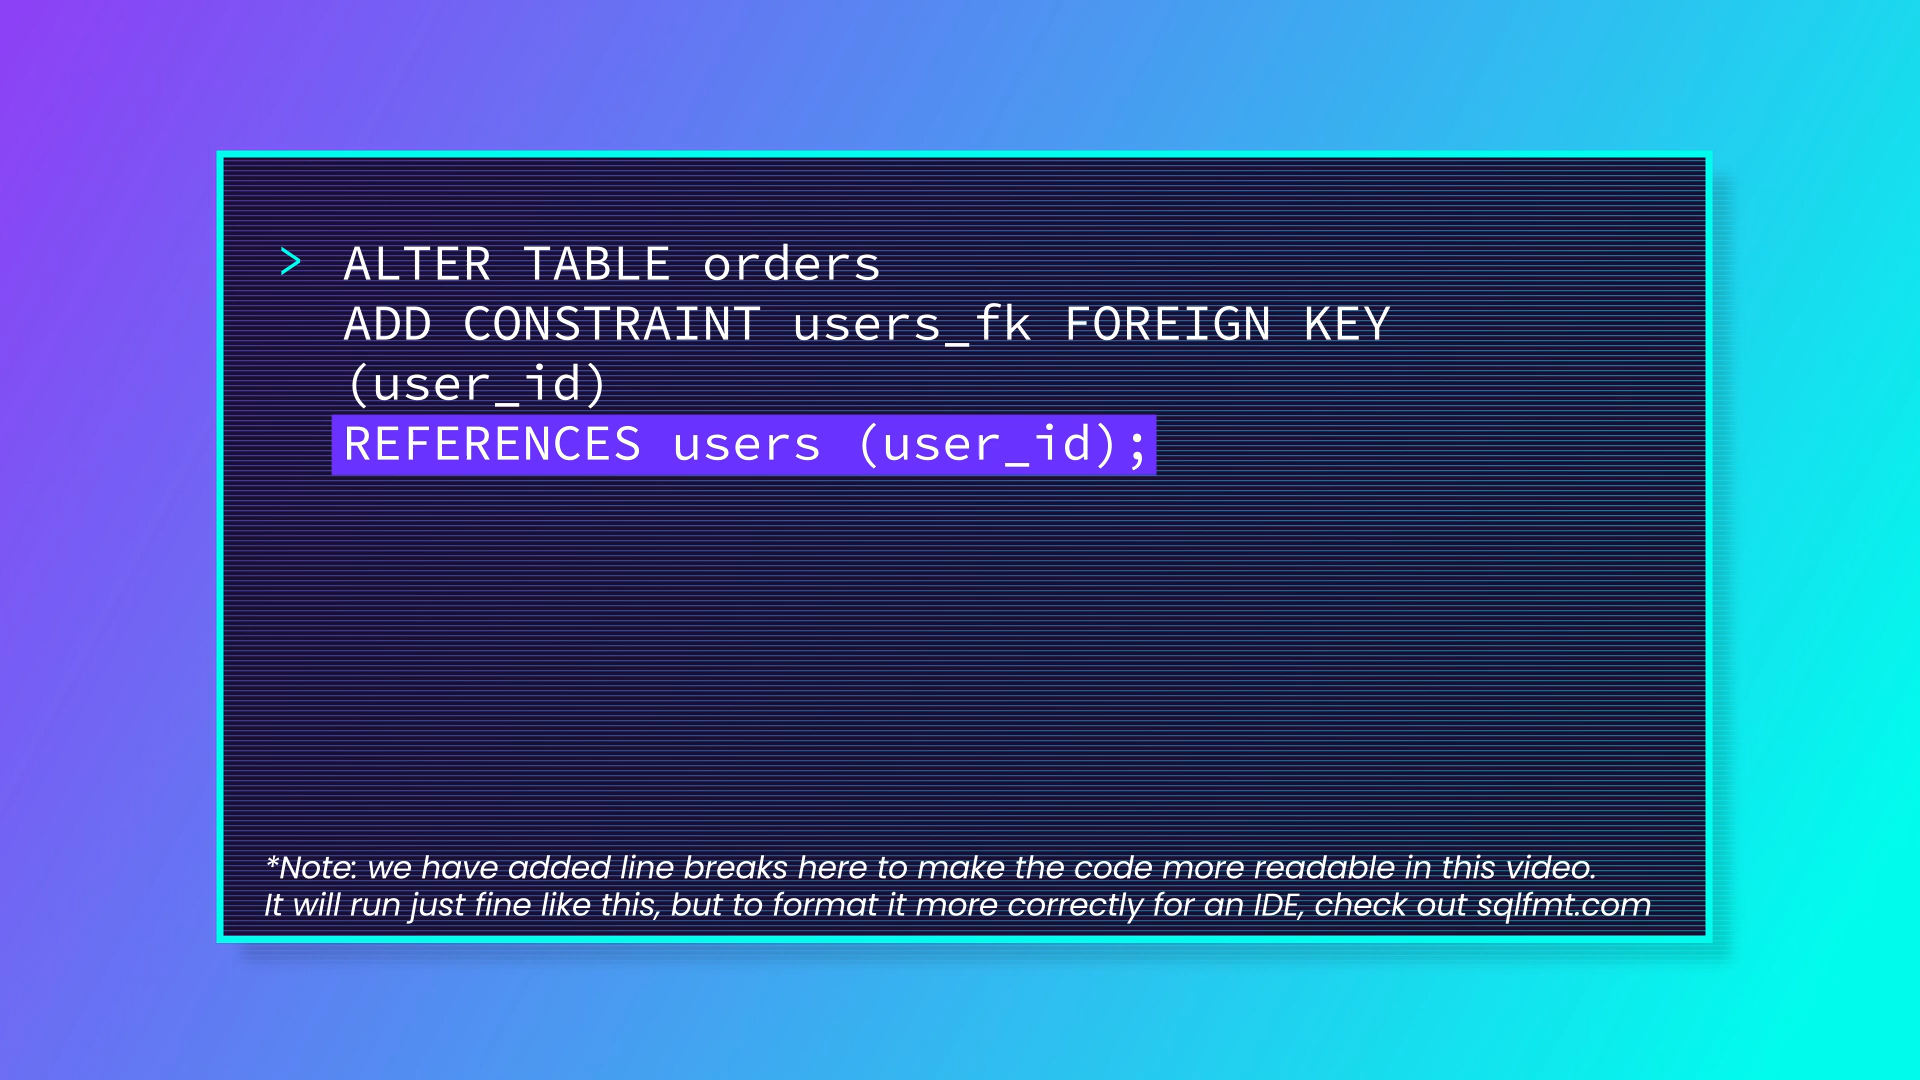 > ALTER TABLE orders
ADD CONSTRAINT users_fk FOREIGN KEY
(user_id)
REFERENCES users (user_id);
*Note: we have added line breaks here to make the code more readable in this video.
It will run just fine like this, but to format it more correctly for an IDE, check out sqlfmt.com